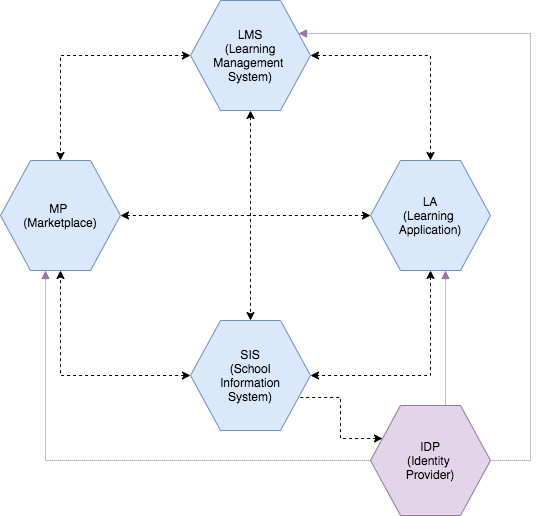 LMS
(Learning
Management
System)
MP
(Marketplace)
LA
(Learning
Application)
SIS
(School
Information
System)
IDP
(Identity
Provider)